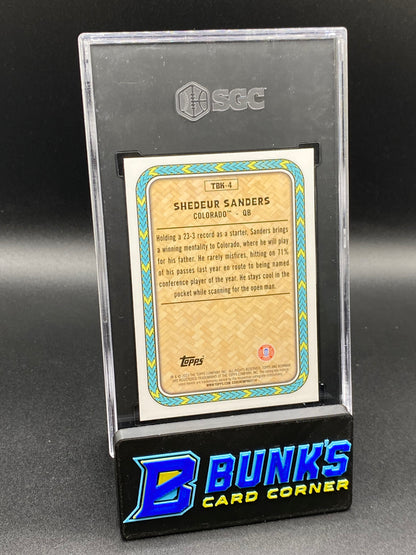 SGC
TBK-4
SHEDEUR SANDERS
COLORADO™ - QB
Holding a 23-3 record as a starter, Sanders brings
a winning mentality to Colorado, where he will play
for his father. He rarely misfires, hitting on 71%
of his passes last year en route to being named
conference player of the year. He stays cool in the
pocket while scanning for the open man.
Topps
BUNK'S
CARD CORNER